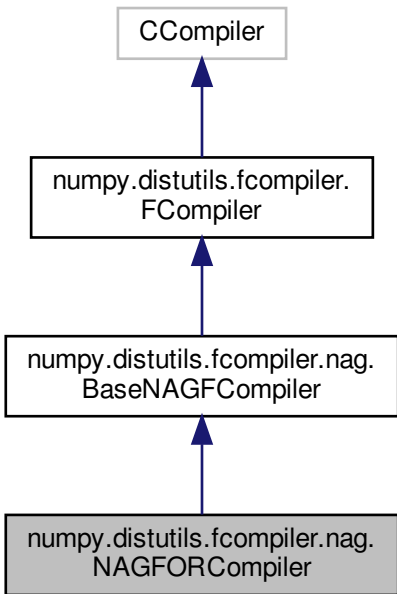 CCompiler
numpy.distutils.fcompiler.
FCompiler
numpy.distutils.fcompiler.nag.
BaseNAGFCompiler
numpy.distutils.fcompiler.nag.
NAGFORCompiler